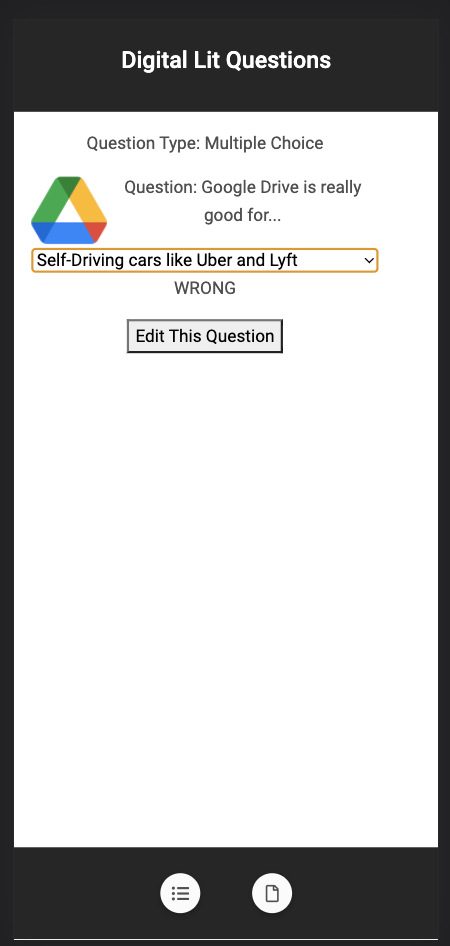 Digital Lit Questions
Question Type: Multiple Choice
Question: Google Drive is really
good for...
Self-Driving cars like Uber and Lyft
WRONG
Edit This Question